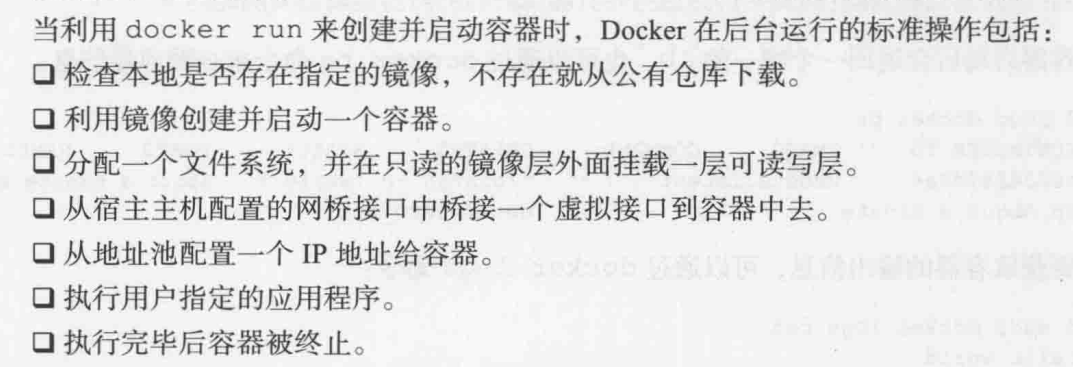 当利用 docker run 来创建并启动容器时，Docker 在后台运行的标准操作包括：
❑ 检查本地是否存在指定的镜像，不存在就从公有仓库下载。
❑ 利用镜像创建并启动一个容器。
❑ 分配一个文件系统，并在只读的镜像层外面挂载一层可读写层。
❑ 从宿主主机配置的网桥接口中桥接一个虚拟接口到容器中去。
❑ 从地址池配置一个 IP 地址给容器。
❑ 执行用户指定的应用程序。
❑ 执行完毕后容器被终止。